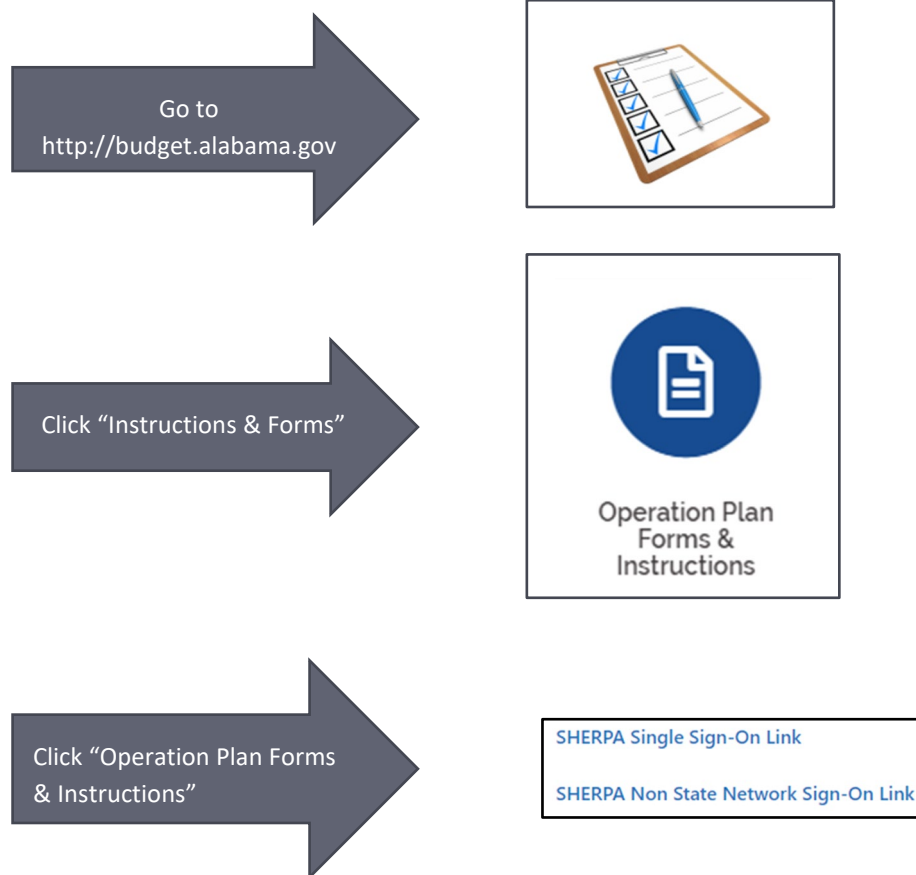 Go to
http://budget.alabama.gov
Click “Instructions & Forms”
Operation Plan
Forms &
Instructions
Click “Operation Plan Forms
& Instructions”
SHERPA Single Sign-On Link
SHERPA Non State Network Sign-On Link